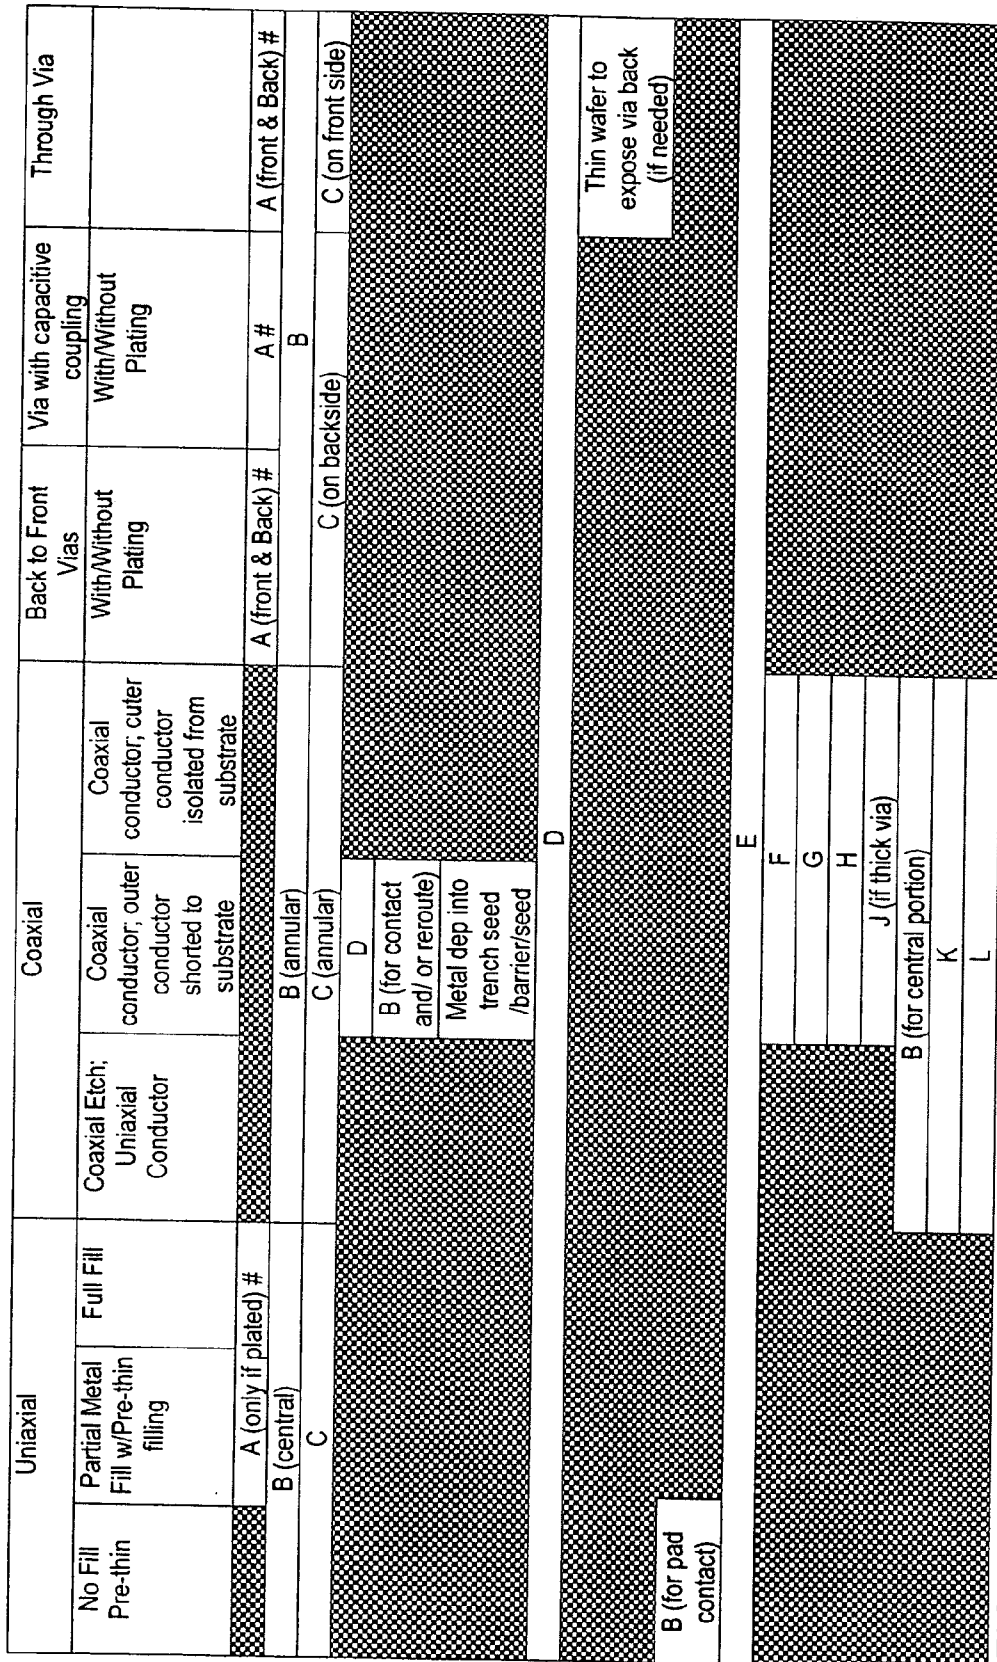 Uniaxial
Coaxial
Back to Front
Vias
Via with capacitive
coupling
Through Via
No Fill
Pre-thin
Partial Metal
Fill w/Pre-thin
filling
Full Fill
Coaxial Etch;
Uniaxial
Conductor
Coaxial
conductor; outer
conductor
shorted to
substrate
Coaxial
conductor; cuter
conductor
isolated from
substrate
With/Without
Plating
With/Without
Plating
A (only if plated) #
A (front & Back) #
A #
A (front & Back) #
B (central)
B (annular)
B
C
C (annular)
C (on backside)
C (on front side)
D
B (for contact
and/ or reroute)
Metal dep into
trench seed
/barrier/seed
D
Thin wafer to
expose via back
(if needed)
B (for pad
contact)
E
F
G
H
J (if thick via)
B (for central portion)
K
L